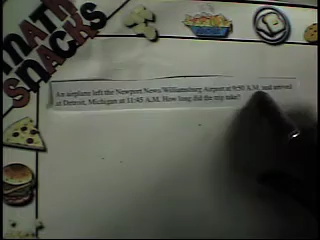 MATH
SNACKS
An airplane left the Newport News/Williamsburg Airport at 9:50 A.M. and arrived
at Detroit, Michigan at 11:45 A.M. How long did the trip take?